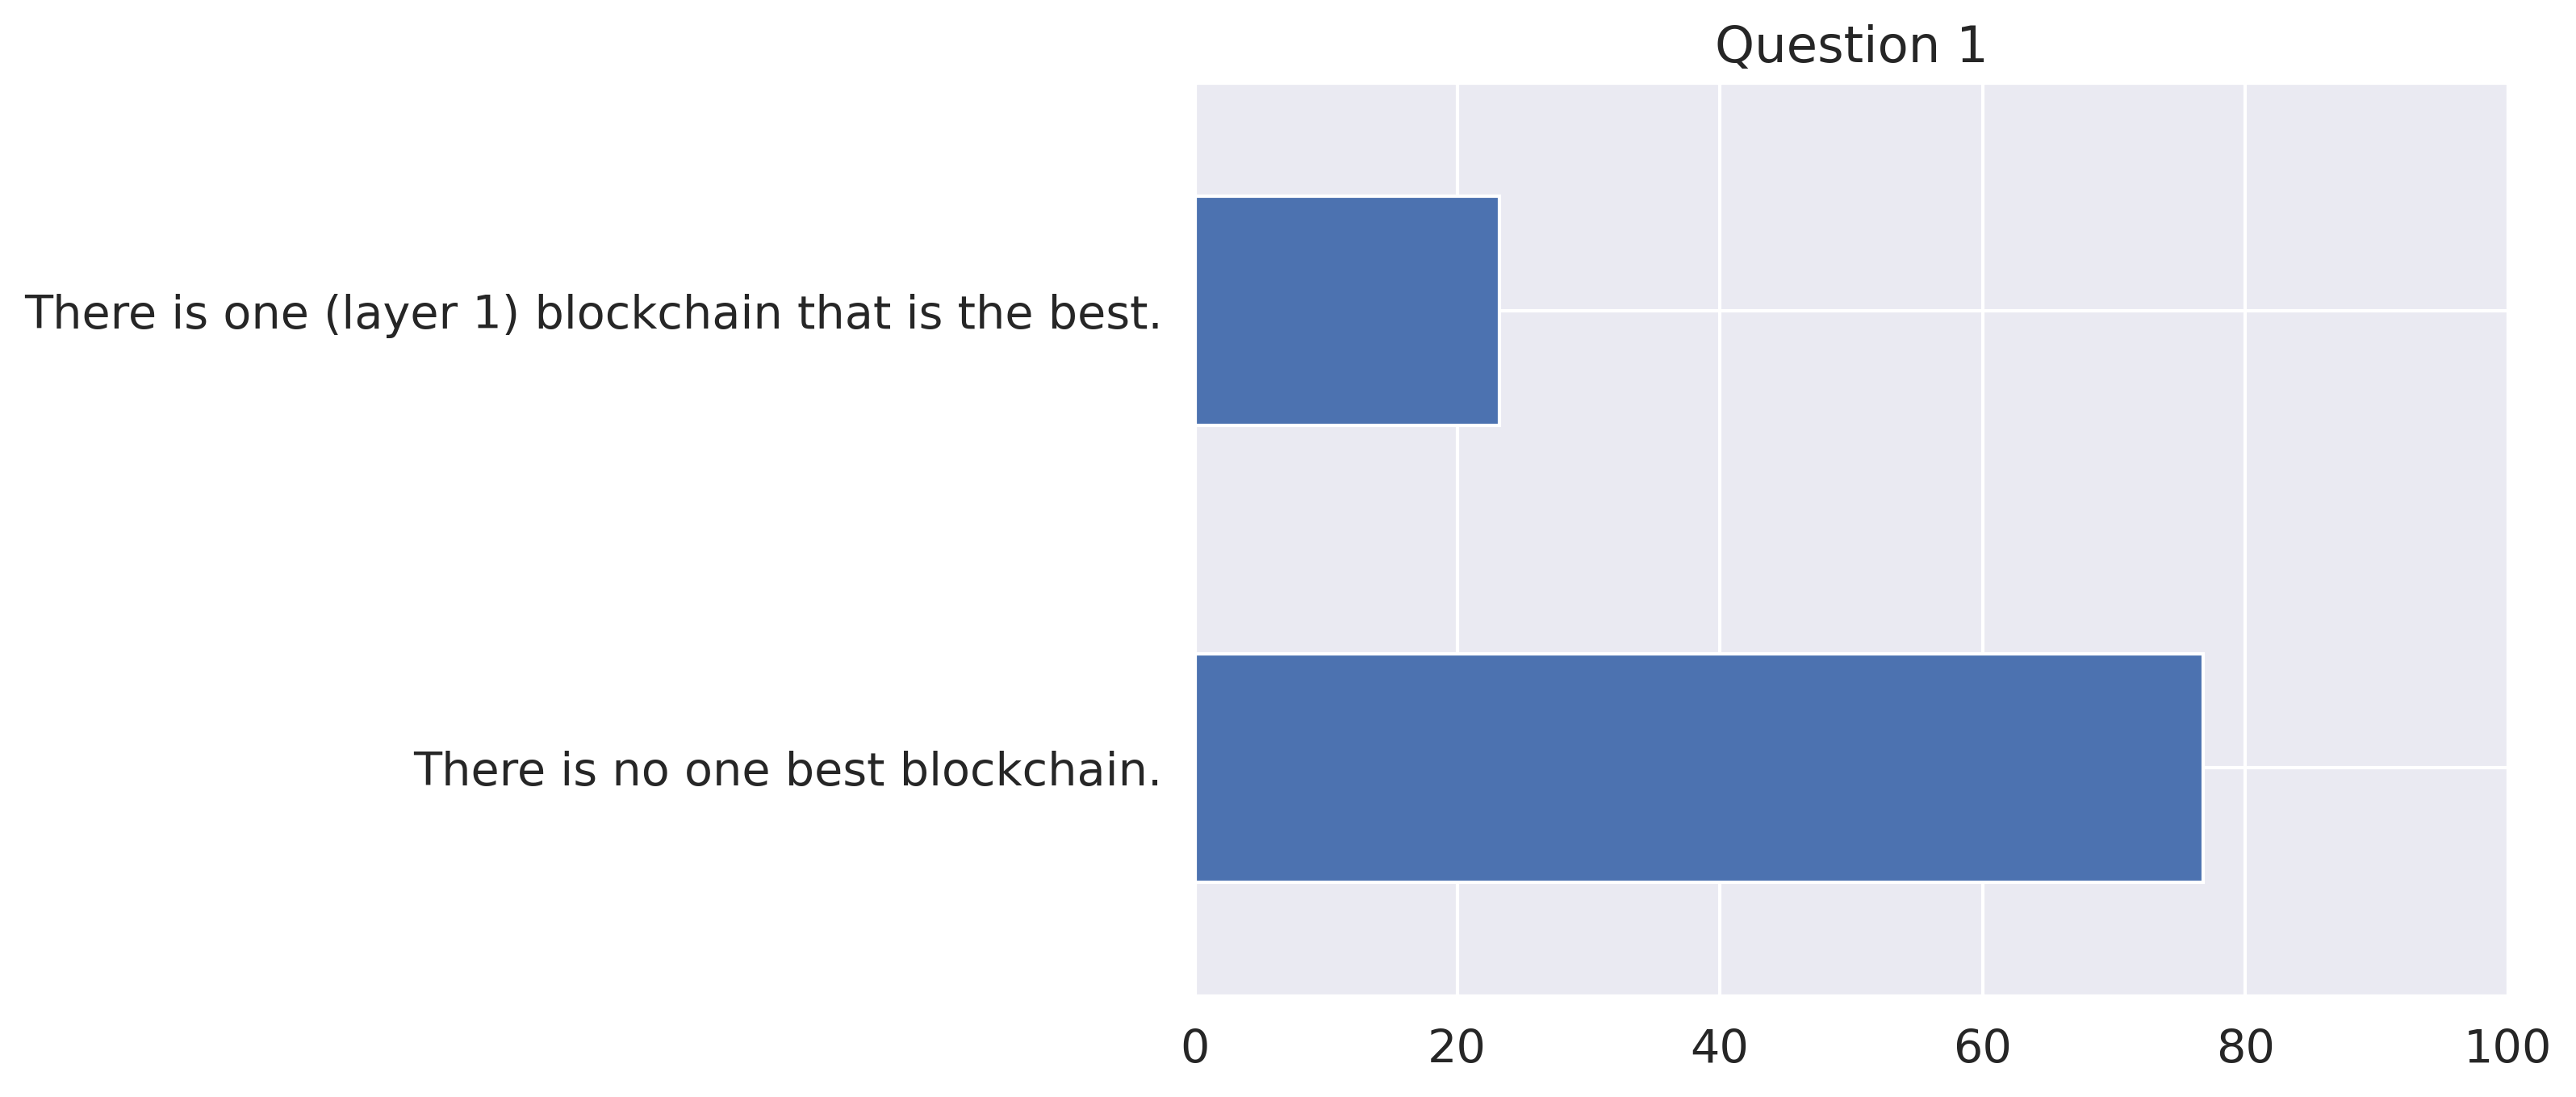 Question 1
There is one (layer 1) blockchain that is the best.
There is no one best blockchain.
0 20 40 60 80 100